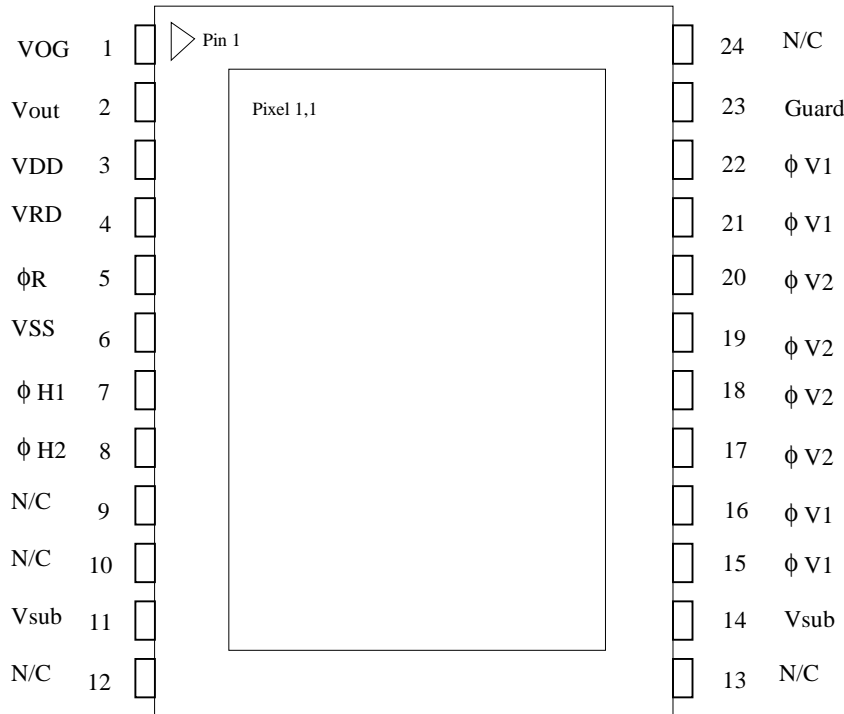 VOG 1 Pin 1 24 N/C
Vout 2 Pixel 1,1 23 Guard
VDD 3 22 ϕ V1
VRD 4 21 ϕ V1
ϕR 5 20 ϕ V2
VSS 6 19 ϕ V2
ϕ H1 7 18 ϕ V2
ϕ H2 8 17 ϕ V2
N/C 9 16 ϕ V1
N/C 10 15 ϕ V1
Vsub 11 14 Vsub
N/C 12 13 N/C